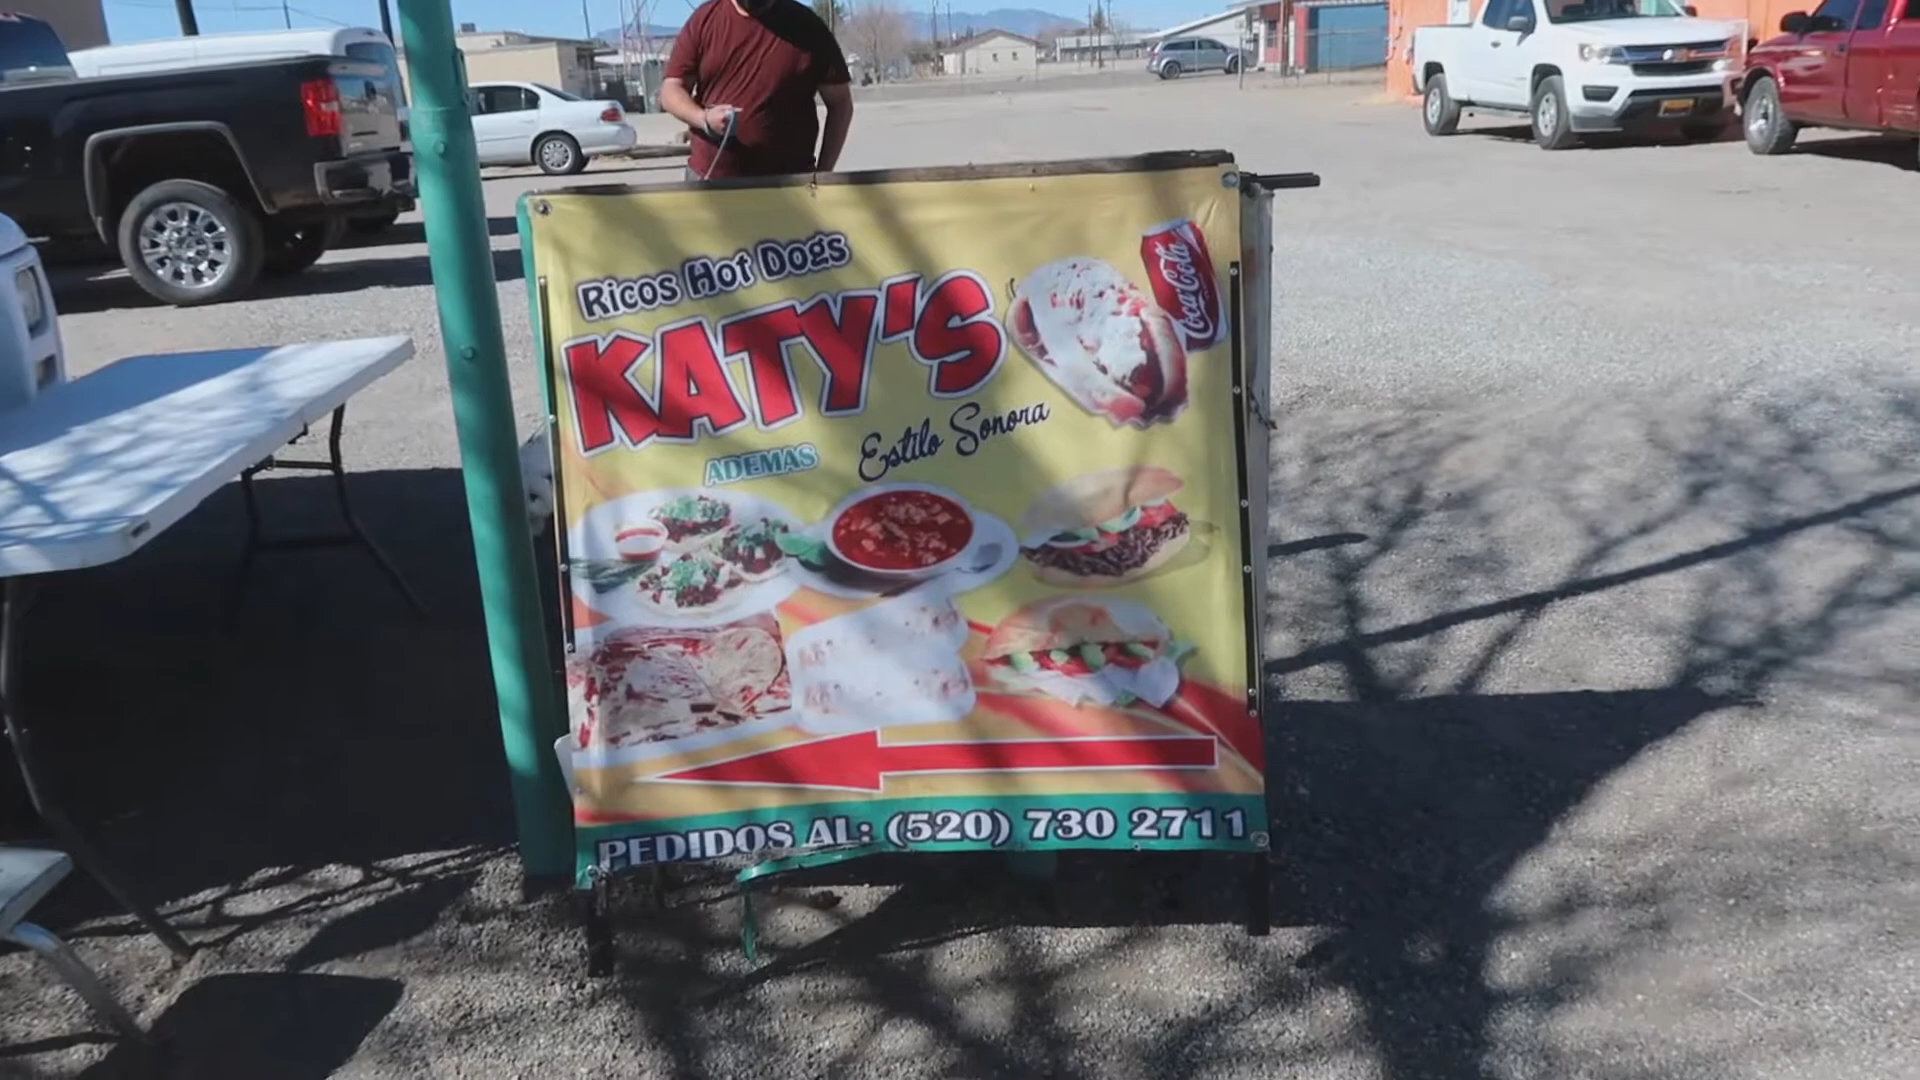 Ricos Hot Dogs
KATY'S
Coca-Cola
ADEMAS
Estilo Sonora
PEDIDOS AL: (520) 730 2711